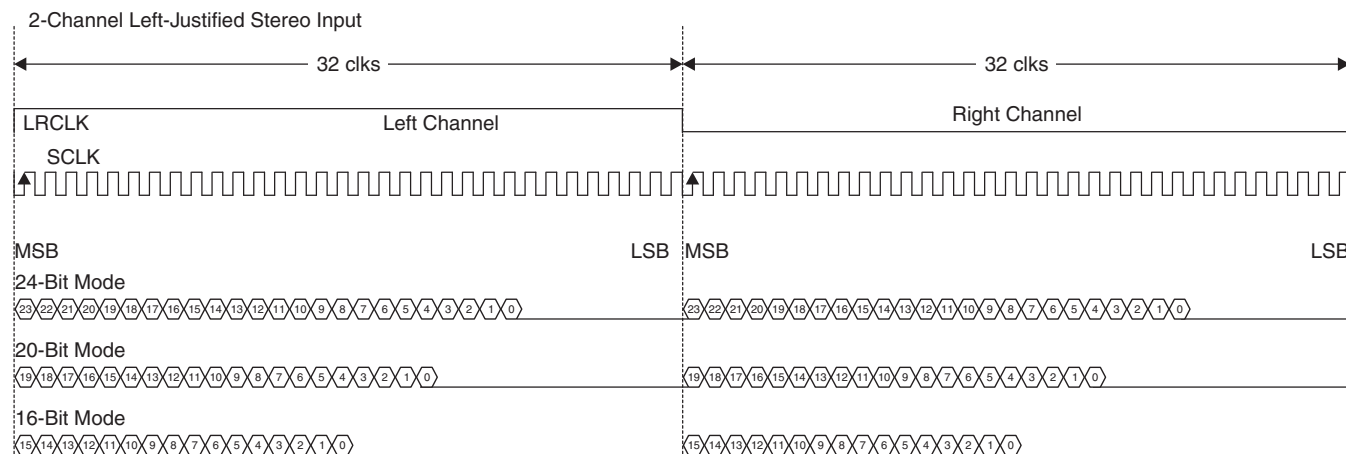 2-Channel Left-Justified Stereo Input
32 clks 32 clks
LRCLK Left Channel Right Channel
SCLK
MSB LSB MSB LSB
24-Bit Mode
23 22 21 20 19 18 17 16 15 14 13 12 11 10 9 8 7 6 5 4 3 2 1 0 23 22 21 20 19 18 17 16 15 14 13 12 11 10 9 8 7 6 5 4 3 2 1 0
20-Bit Mode
19 18 17 16 15 14 13 12 11 10 9 8 7 6 5 4 3 2 1 0 19 18 17 16 15 14 13 12 11 10 9 8 7 6 5 4 3 2 1 0
16-Bit Mode
15 14 13 12 11 10 9 8 7 6 5 4 3 2 1 0 15 14 13 12 11 10 9 8 7 6 5 4 3 2 1 0